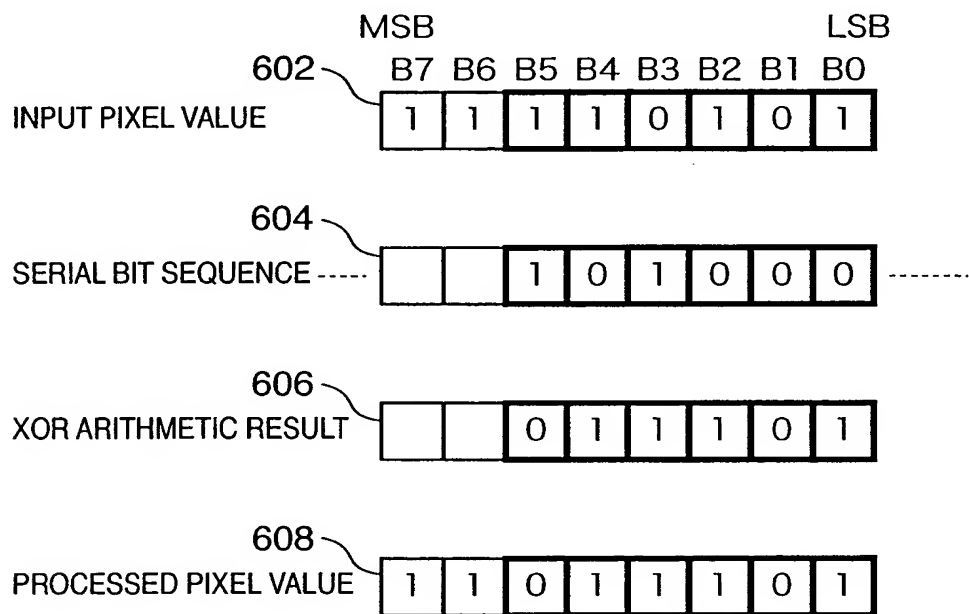 MSB LSB
602 B7 B6 B5 B4 B3 B2 B1 B0
INPUT PIXEL VALUE 1 1 1 1 0 1 0 1
604
SERIAL BIT SEQUENCE 1 0 1 0 0 0
606
XOR ARITHMETIC RESULT 0 1 1 1 0 1
608
PROCESSED PIXEL VALUE 1 1 0 1 1 1 0 1